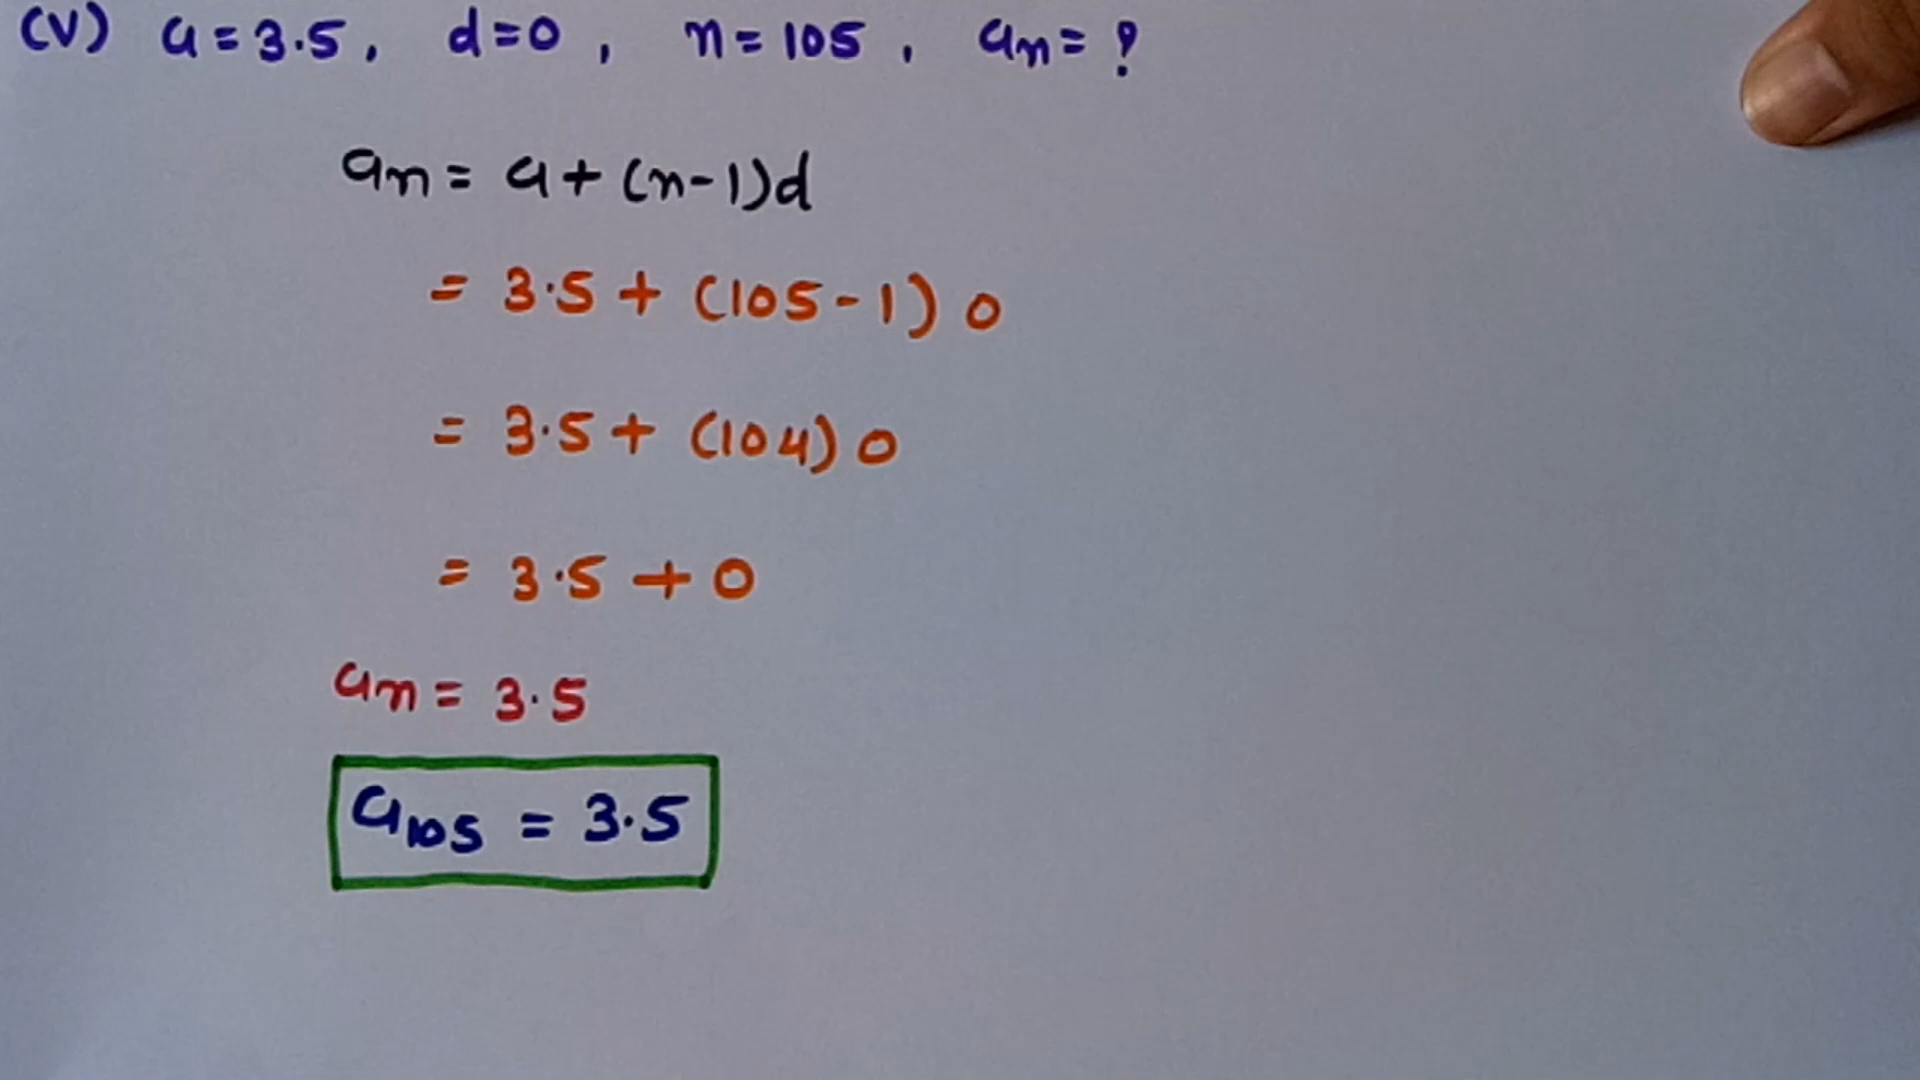 (V) a = 3.5, d = 0, n = 105, an = ?
an = a + (n-1)d
= 3.5 + (105-1) 0
= 3.5 + (104) 0
= 3.5 + 0
an = 3.5
a105 = 3.5